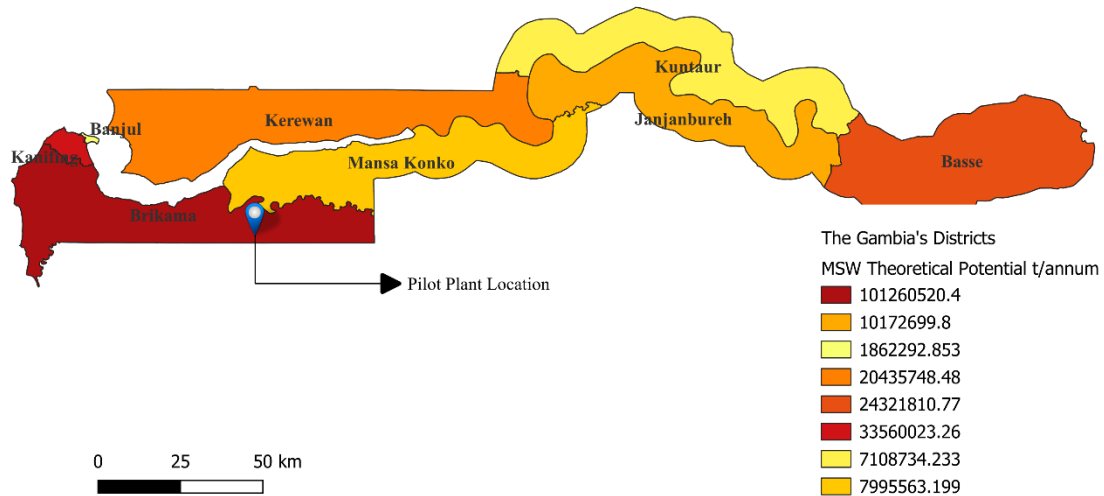 Kuntaur
Banjul
Kerewan
Janjanbureh
Kanifing
Mansa Konko
Basse
Brikama
The Gambia's Districts
MSW Theoretical Potential t/annum
Pilot Plant Location
101260520.4
10172699.8
1862292.853
20435748.48
24321810.77
33560023.26
7108734.233
7995563.199
0 25 50 km